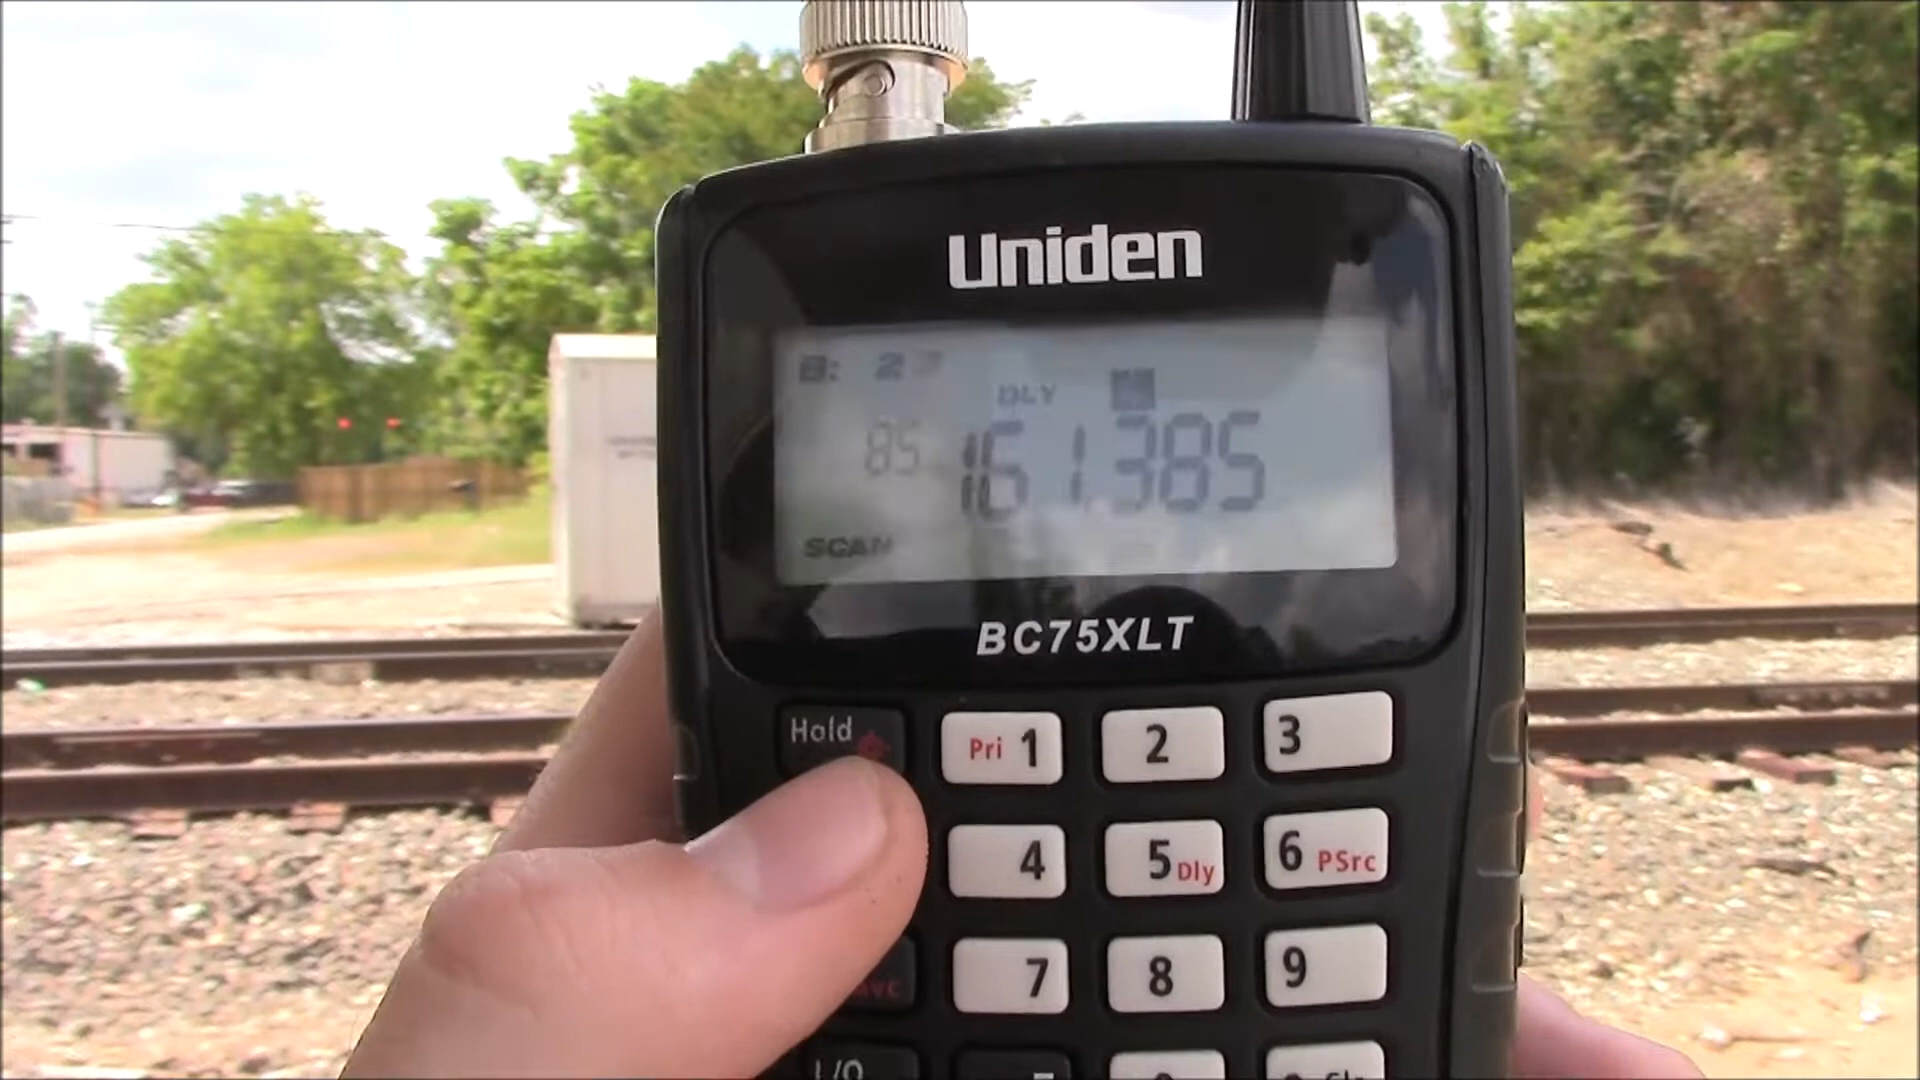 Uniden
B: 23
DLY
85 161.385
SCAN
BC75XLT
Hold Pri 1 2 3
4 5 Dly 6 PSrc
7 8 9